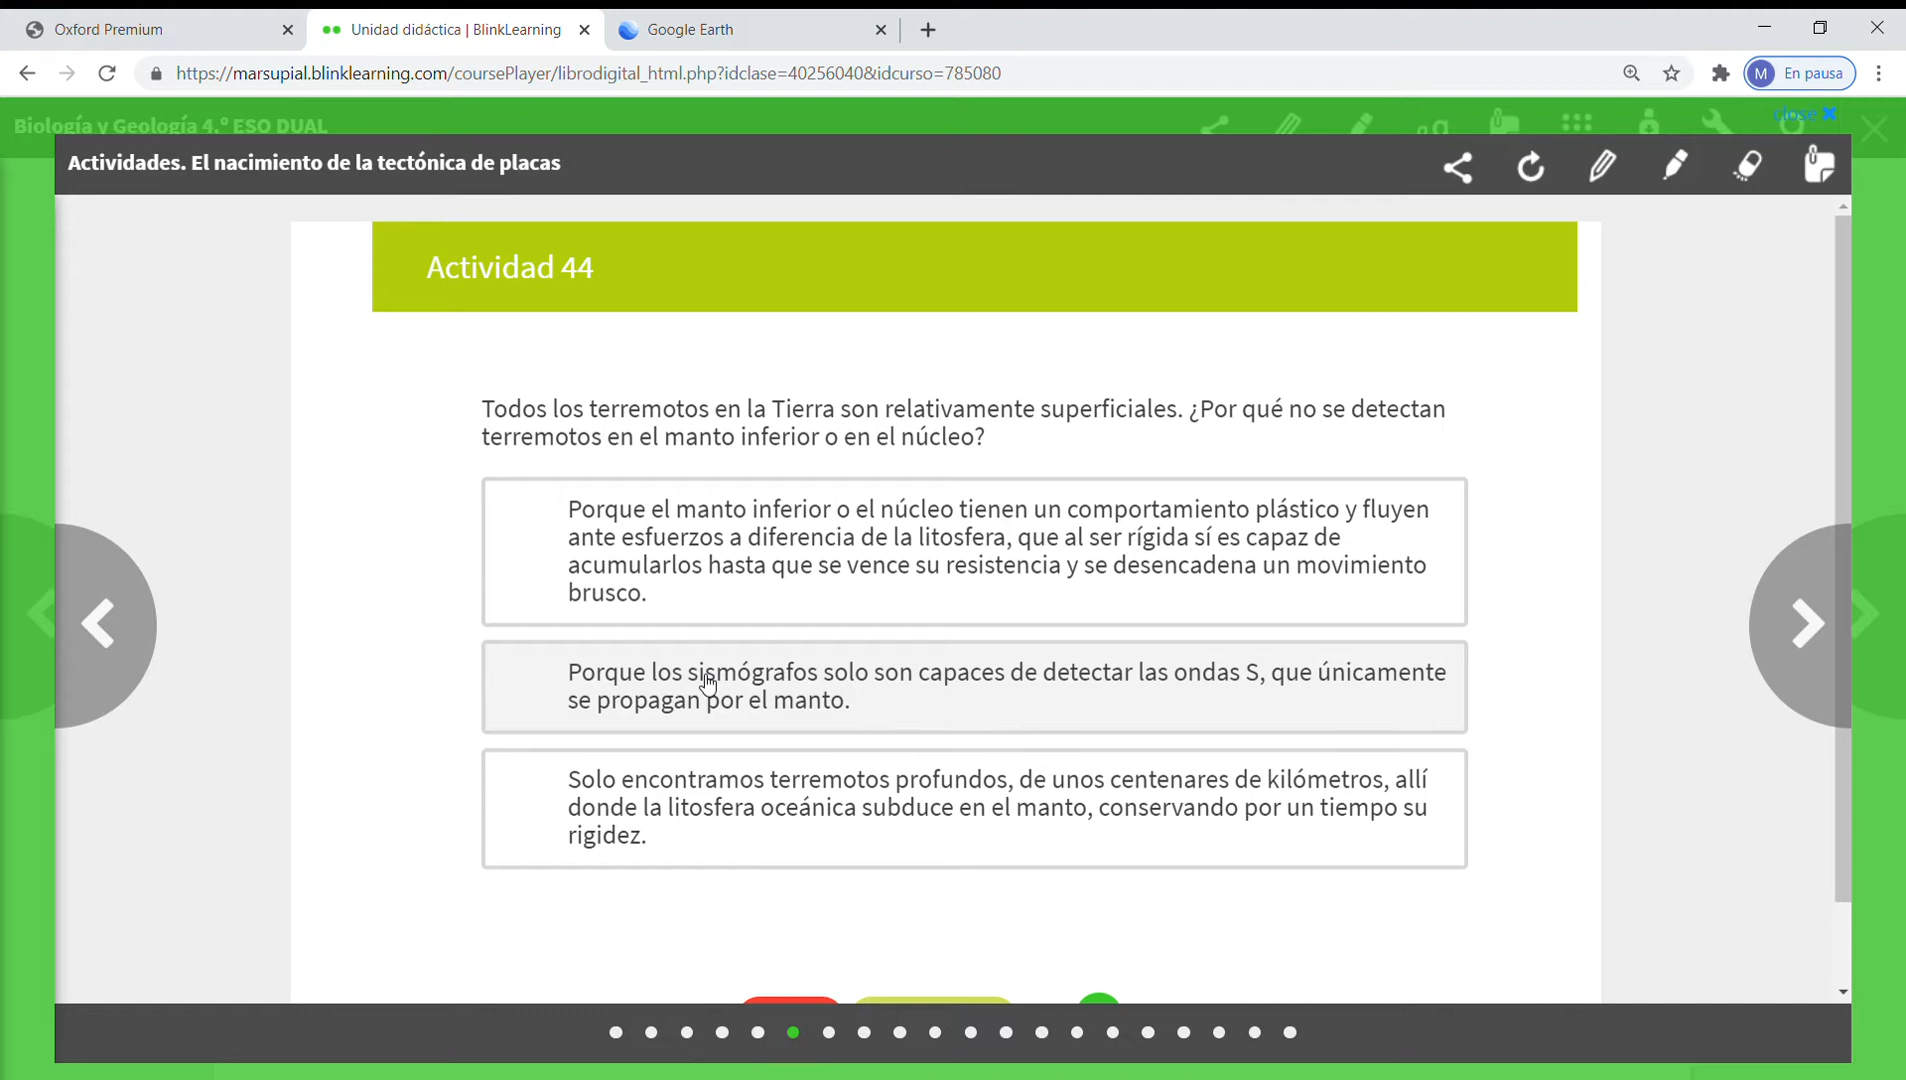 Oxford Premium
Unidad didáctica | BlinkLearning
Google Earth
https://marsupial.blinklearning.com/coursePlayer/librodigital_html.php?idclase=40256040&idcurso=785080
M
En pausa
Biología y Geología 4.º ESO DUAL
close
Actividades. El nacimiento de la tectónica de placas
Actividad 44
Todos los terremotos en la Tierra son relativamente superficiales. ¿Por qué no se detectan
terremotos en el manto inferior o en el núcleo?
Porque el manto inferior o el núcleo tienen un comportamiento plástico y fluyen
ante esfuerzos a diferencia de la litosfera, que al ser rígida sí es capaz de
acumularlos hasta que se vence su resistencia y se desencadena un movimiento
brusco.
Porque los sismógrafos solo son capaces de detectar las ondas S, que únicamente
se propagan por el manto.
Solo encontramos terremotos profundos, de unos centenares de kilómetros, allí
donde la litosfera oceánica subduce en el manto, conservando por un tiempo su
rigidez.